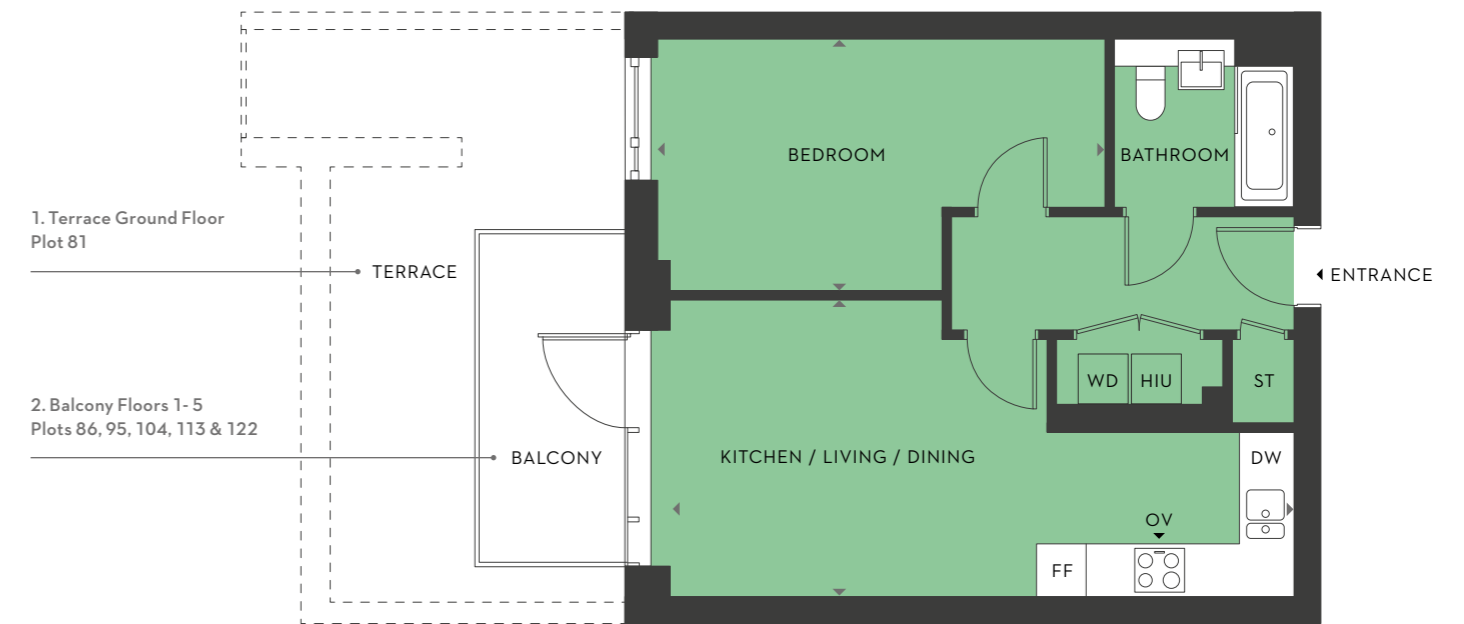 BEDROOM
BATHROOM
1. Terrace Ground Floor
Plot 81
TERRACE
ENTRANCE
WD
HIU
ST
2. Balcony Floors 1- 5
Plots 86, 95, 104, 113 & 122
BALCONY
KITCHEN / LIVING / DINING
DW
OV
FF